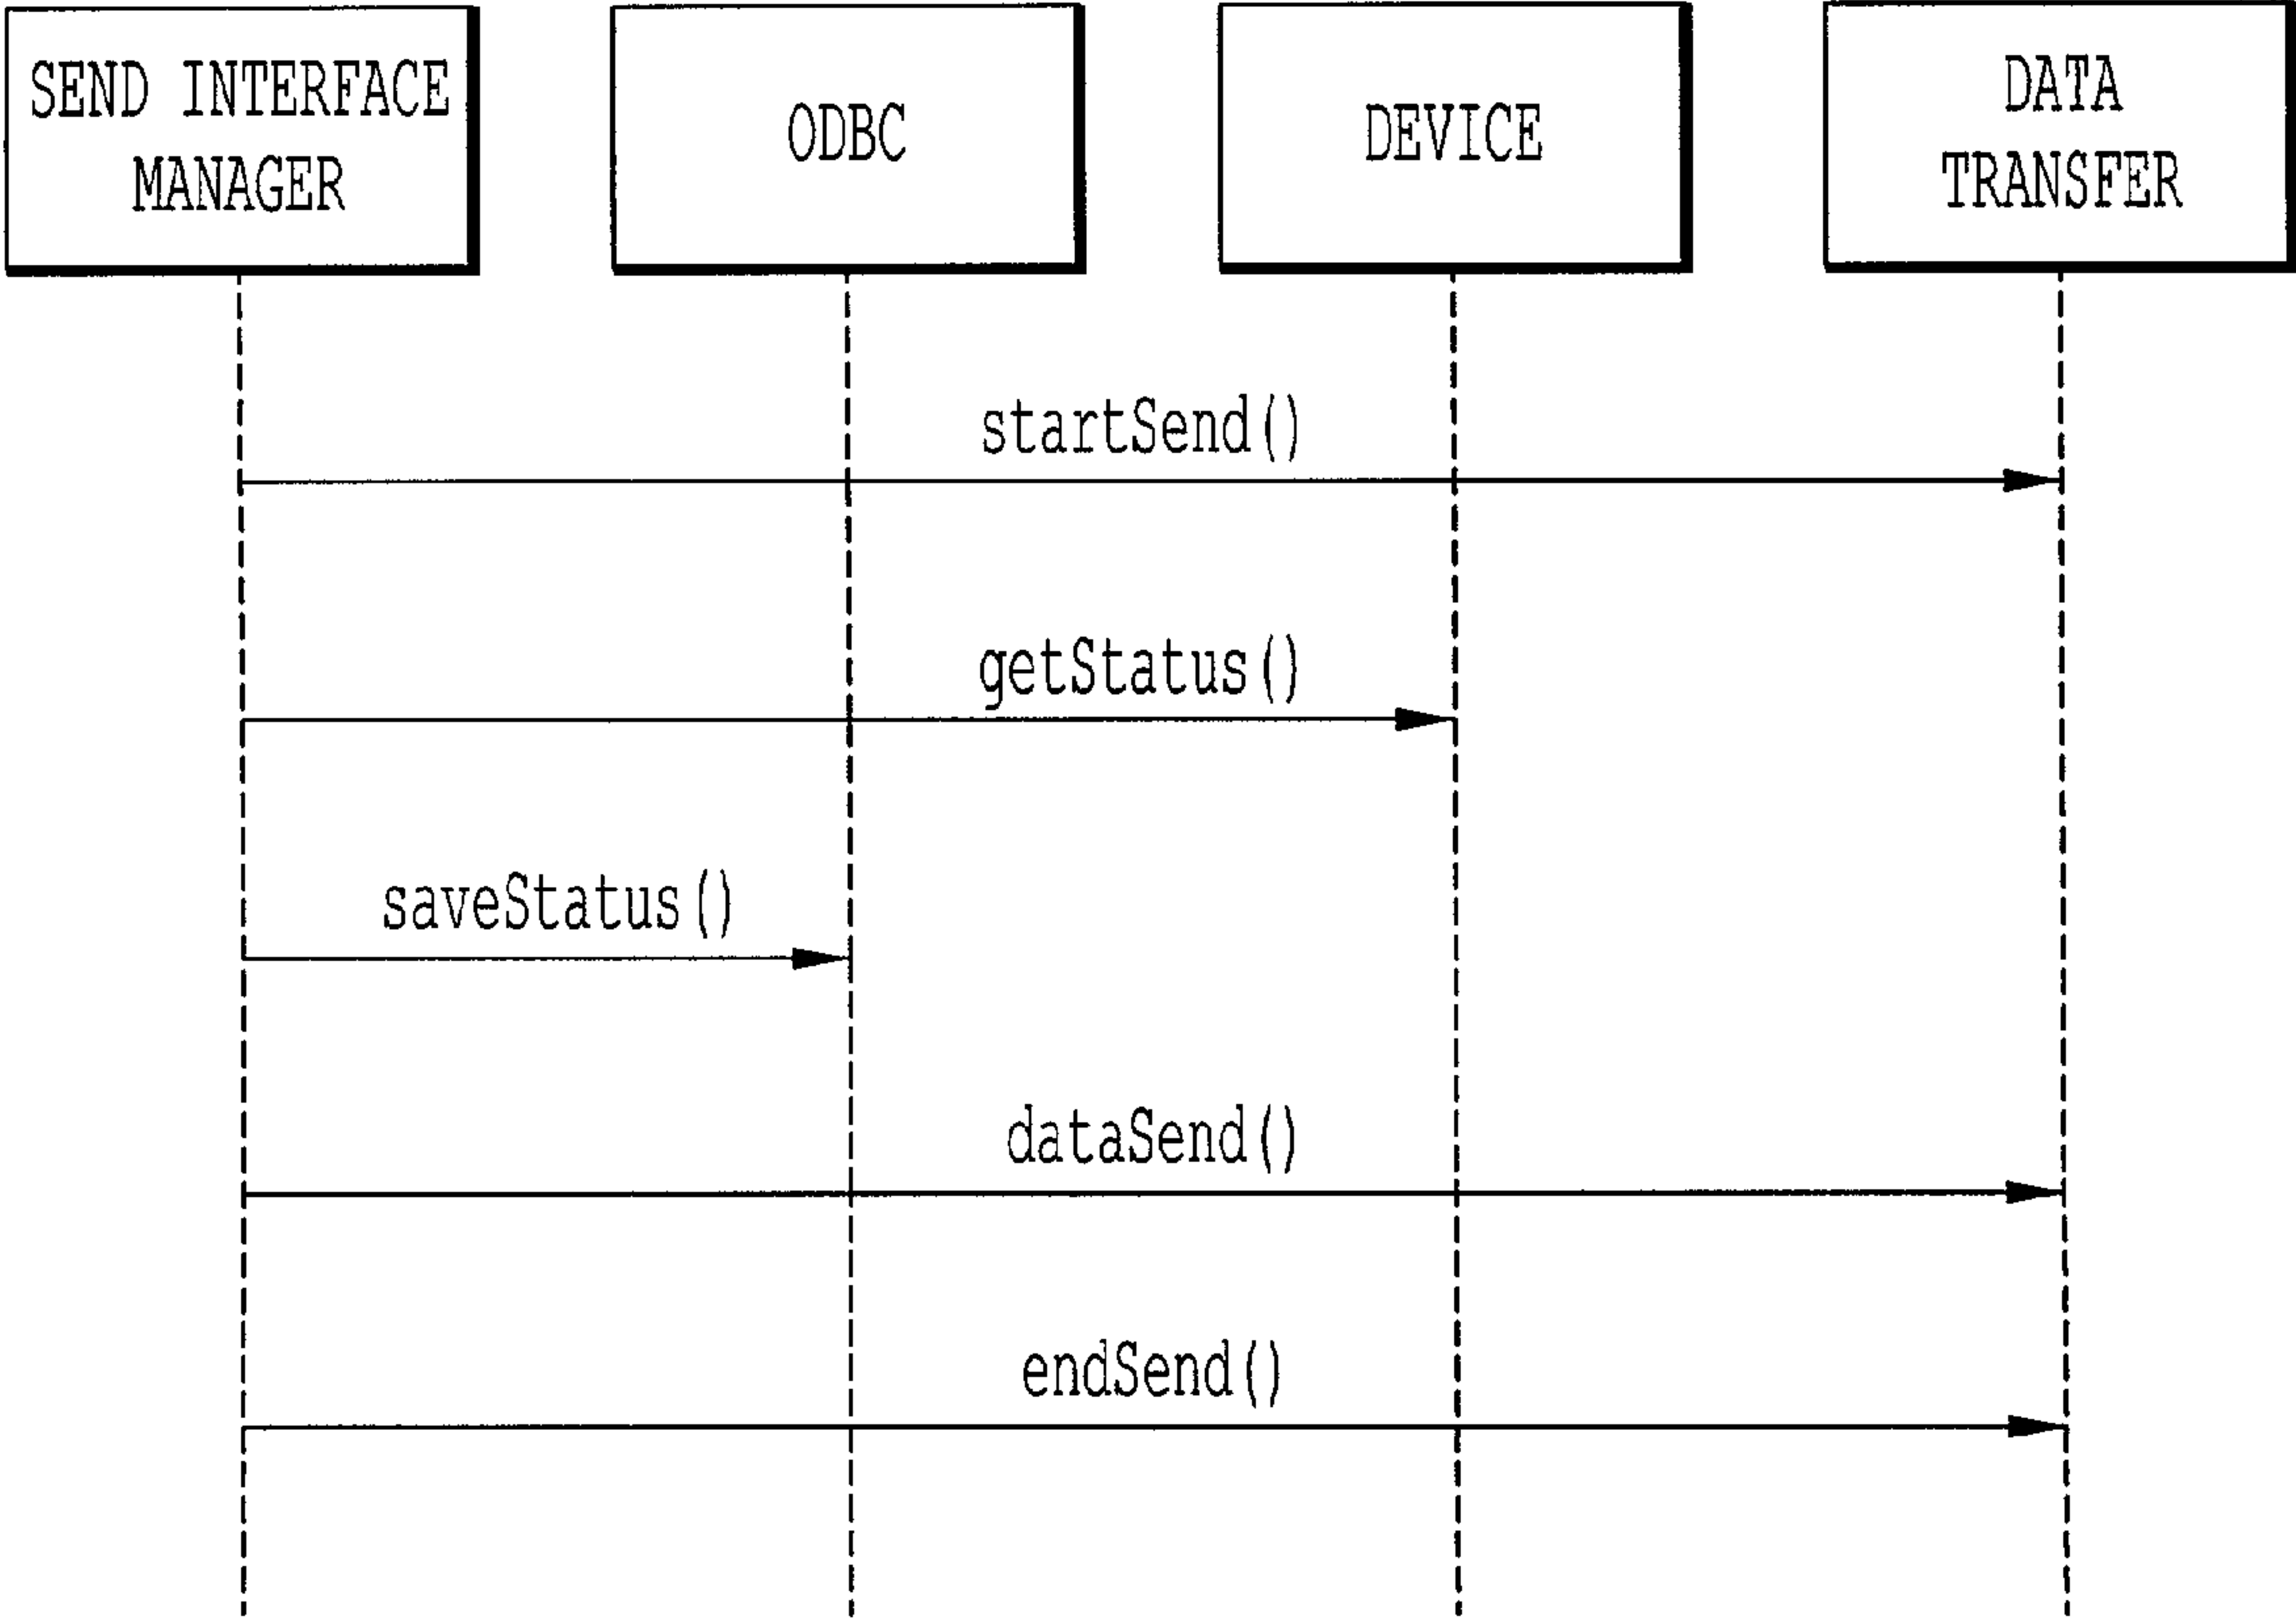 SEND INTERFACE
MANAGER
ODBC
DEVICE
DATA
TRANSFER
startSend()
getStatus()
saveStatus()
dataSend()
endSend()